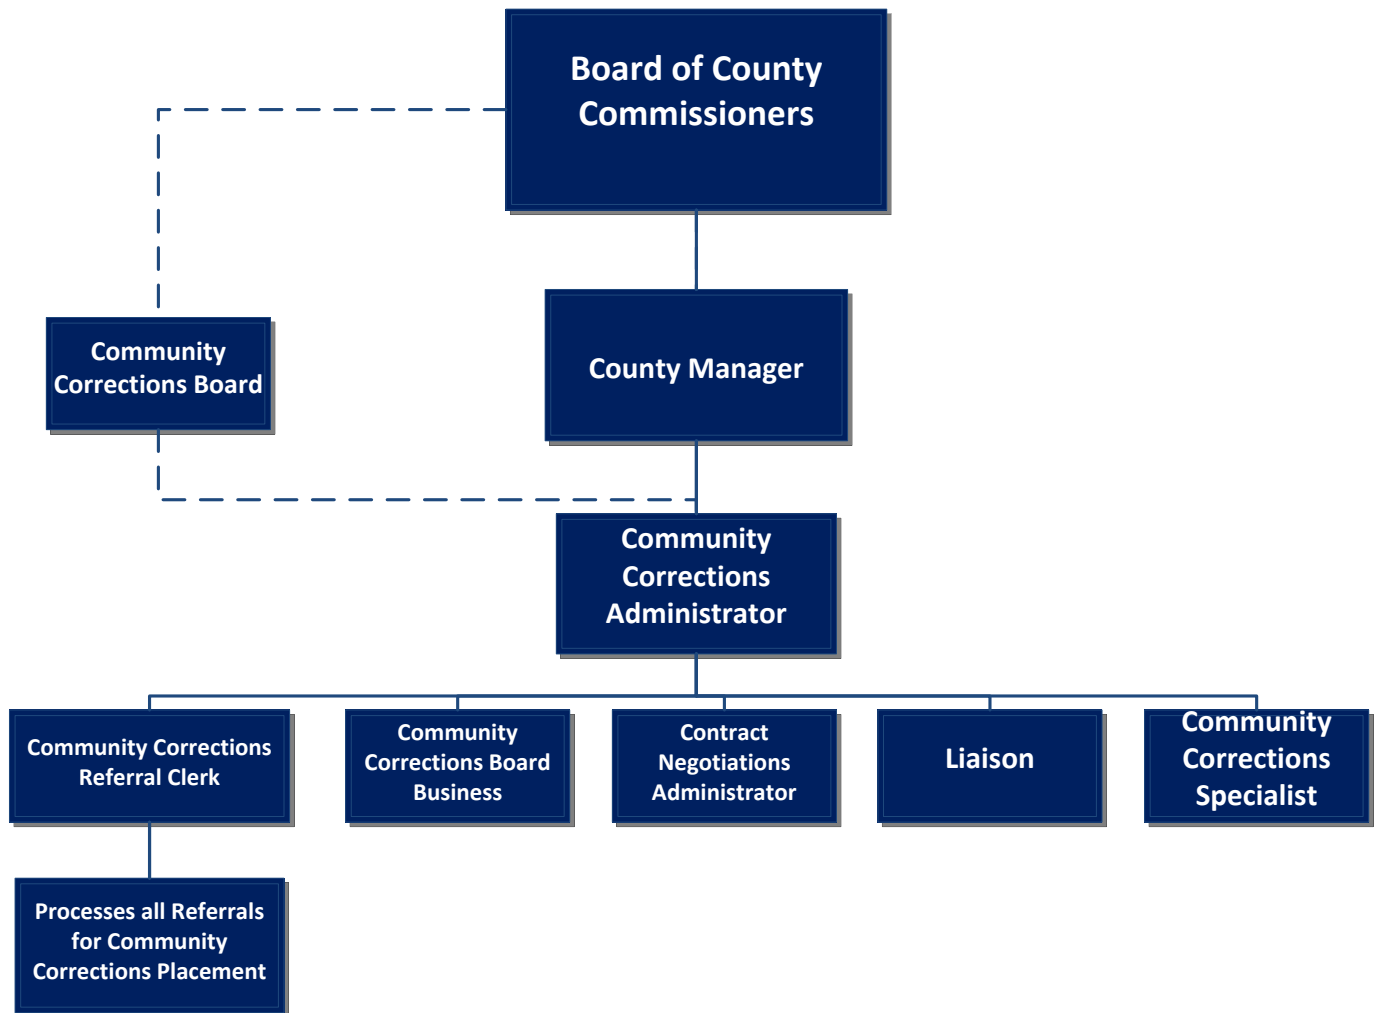 Board of County
Commissioners
Community
Corrections Board
County Manager
Community
Corrections
Administrator
Community Corrections
Referral Clerk
Community
Corrections Board
Business
Contract
Negotiations
Administrator
Liaison
Community
Corrections
Specialist
Processes all Referrals
for Community
Corrections Placement